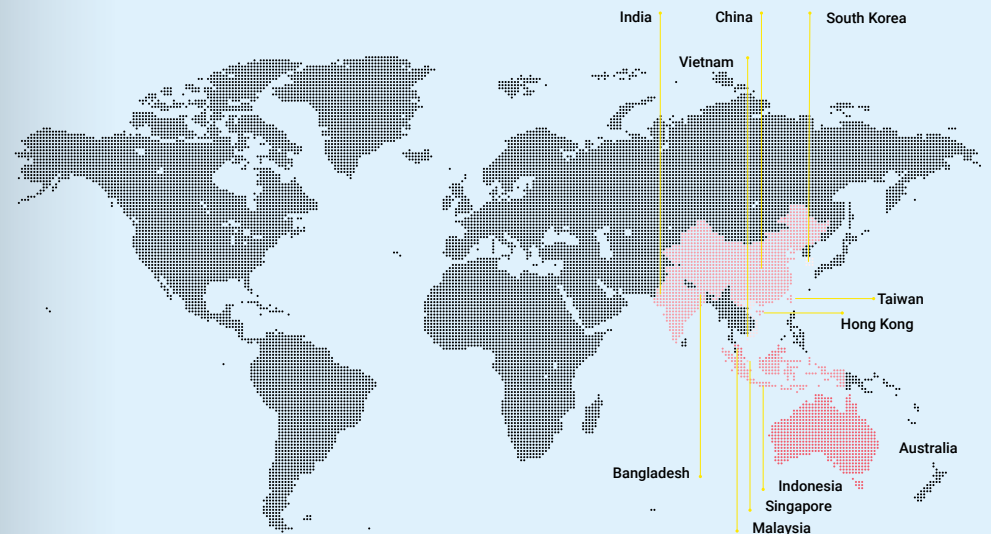 India
China
South Korea
Vietnam
Taiwan
Hong Kong
Australia
Bangladesh
Indonesia
Singapore
Malaysia